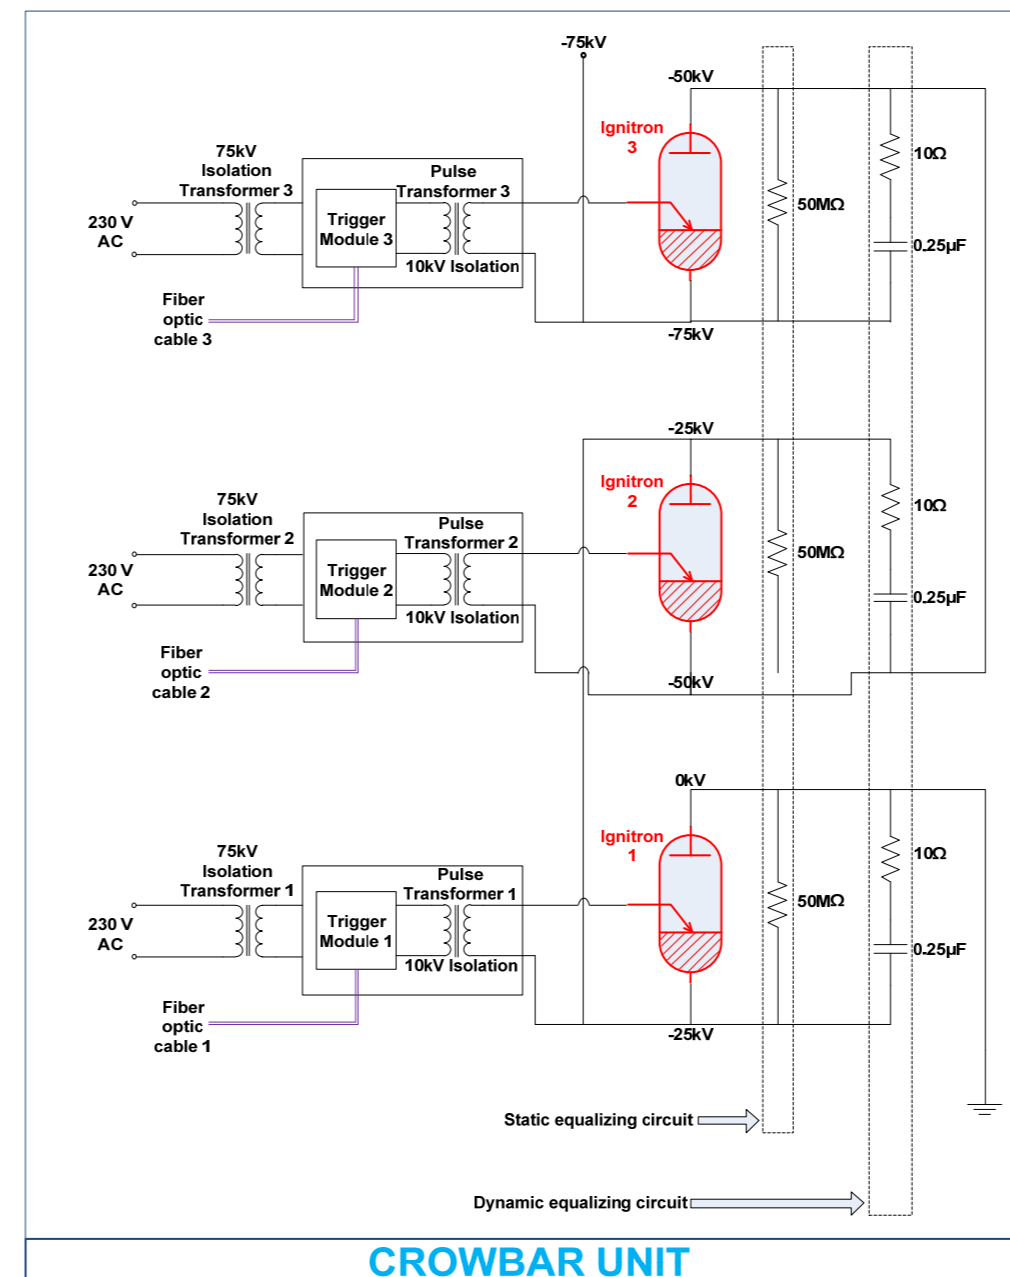 -75kV
-50kV
Ignitron
3
75kV
Isolation
Transformer 3
Pulse
Transformer 3
10Ω
230 V
AC
Trigger
Module 3
50MΩ
0.25µF
10kV Isolation
Fiber
optic
cable 3
-75kV
-25kV
Ignitron
2
75kV
Isolation
Transformer 2
Pulse
Transformer 2
10Ω
230 V
AC
Trigger
Module 2
50MΩ
0.25µF
10kV Isolation
Fiber
optic
cable 2
-50kV
0kV
Ignitron
1
75kV
Isolation
Transformer 1
Pulse
Transformer 1
10Ω
230 V
AC
Trigger
Module 1
50MΩ
0.25µF
10kV Isolation
Fiber
optic
cable 1
-25kV
Static equalizing circuit
Dynamic equalizing circuit
CROWBAR UNIT